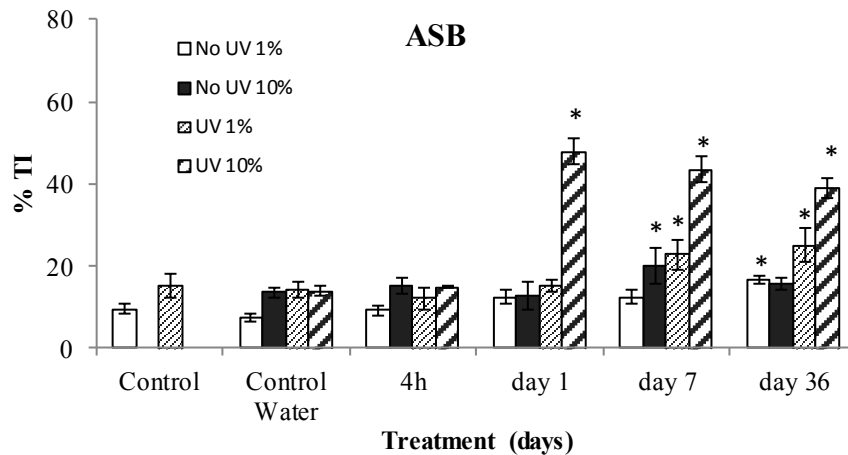 ASB
80
60
40
20
0
% TI
No UV 1%
No UV 10%
UV 1%
UV 10%
*
*
*
*
*
*
*
Control
Control Water
4h
day 1
day 7
day 36
Treatment (days)